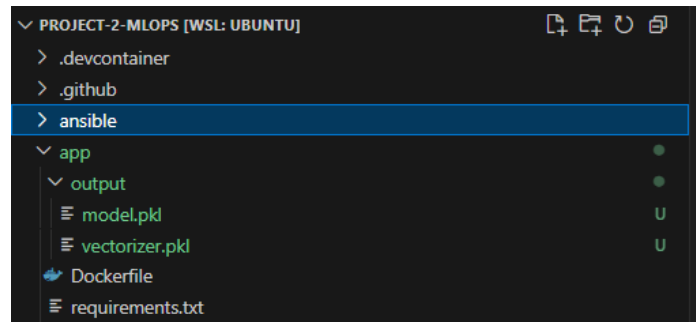 PROJECT-2-MLOPS [WSL: UBUNTU]
.devcontainer
.github
ansible
app
output
model.pkl U
vectorizer.pkl U
Dockerfile
requirements.txt